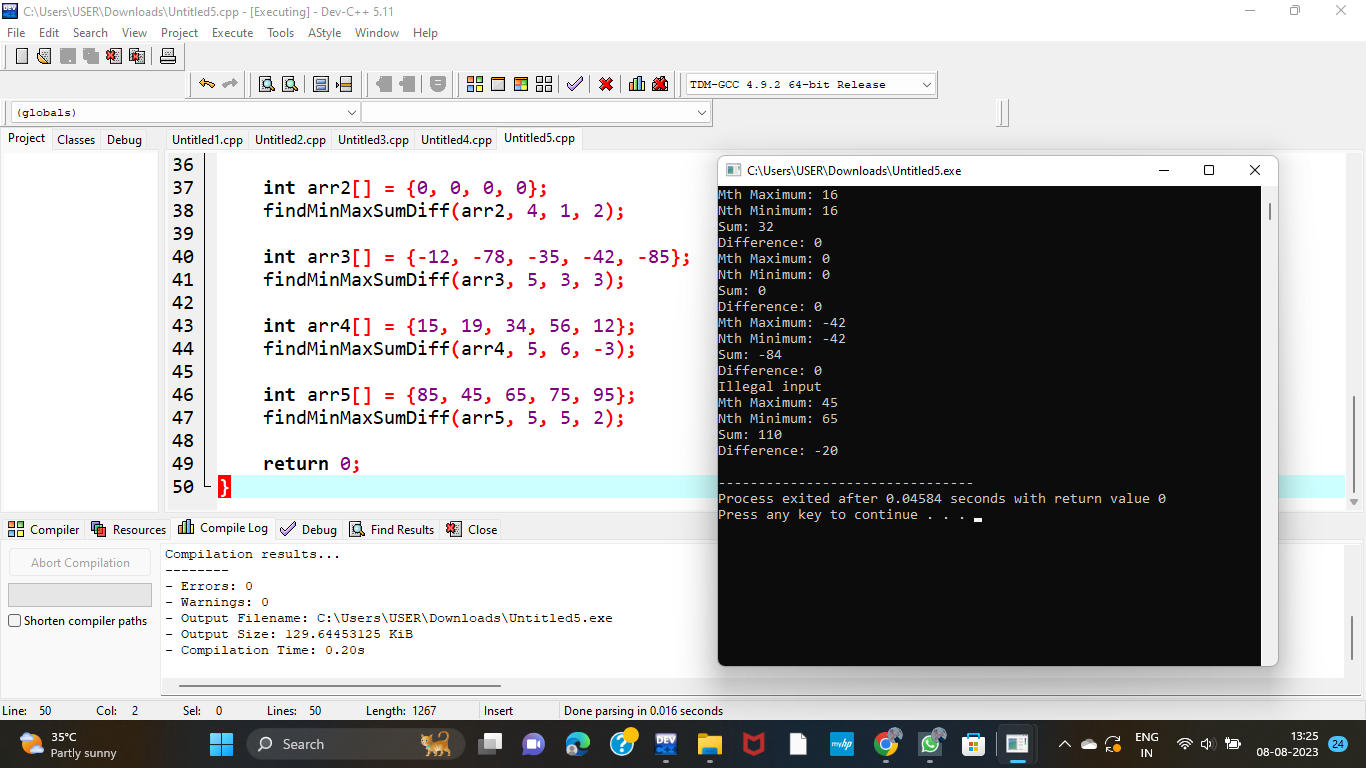 C:\Users\USER\Downloads\Untitled5.cpp - [Executing] - Dev-C++ 5.11
File Edit Search View Project Execute Tools AStyle Window Help
TDM-GCC 4.9.2 64-bit Release
(globals)
Project Classes Debug
Untitled1.cpp Untitled2.cpp Untitled3.cpp Untitled4.cpp Untitled5.cpp
36
37 int arr2[] = {0, 0, 0, 0};
38 findMinMaxSumDiff(arr2, 4, 1, 2);
39
40 int arr3[] = {-12, -78, -35, -42, -85};
41 findMinMaxSumDiff(arr3, 5, 3, 3);
42
43 int arr4[] = {15, 19, 34, 56, 12};
44 findMinMaxSumDiff(arr4, 5, 6, -3);
45
46 int arr5[] = {85, 45, 65, 75, 95};
47 findMinMaxSumDiff(arr5, 5, 5, 2);
48
49 return 0;
50 }
C:\Users\USER\Downloads\Untitled5.exe
Mth Maximum: 16
Nth Minimum: 16
Sum: 32
Difference: 0
Mth Maximum: 0
Nth Minimum: 0
Sum: 0
Difference: 0
Mth Maximum: -42
Nth Minimum: -42
Sum: -84
Difference: 0
Illegal input
Mth Maximum: 45
Nth Minimum: 65
Sum: 110
Difference: -20
--------------------------------
Process exited after 0.04584 seconds with return value 0
Press any key to continue . . .
Compiler Resources Compile Log Debug Find Results Close
Abort Compilation
Shorten compiler paths
Compilation results...
--------
- Errors: 0
- Warnings: 0
- Output Filename: C:\Users\USER\Downloads\Untitled5.exe
- Output Size: 129.64453125 KiB
- Compilation Time: 0.20s
Line: 50 Col: 2 Sel: 0 Lines: 50 Length: 1267 Insert Done parsing in 0.016 seconds
35°C
Partly sunny
Search
DEV
myhp
ENG
IN
13:25
08-08-2023
24